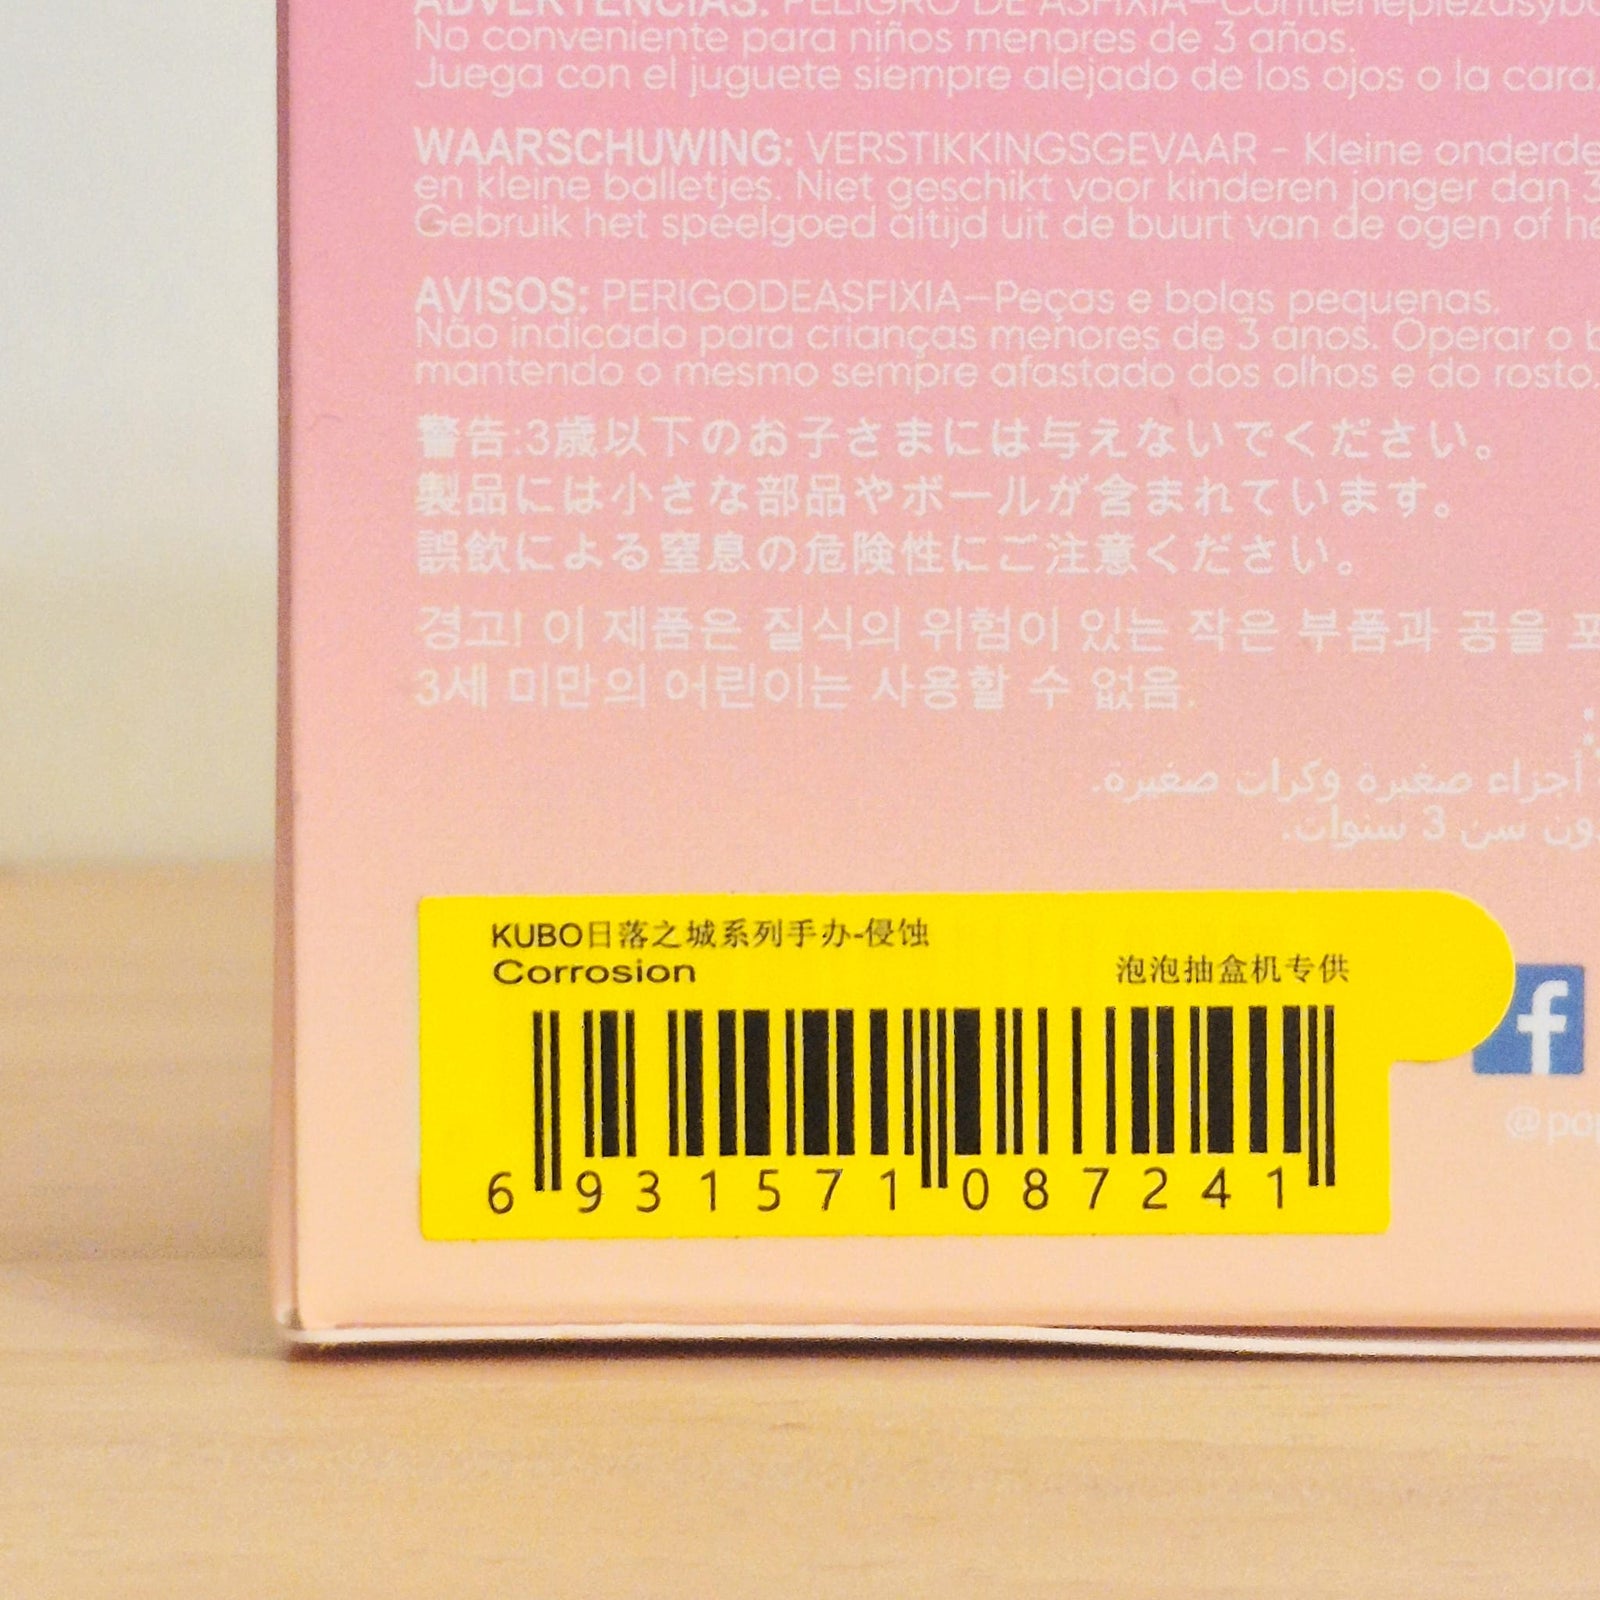 ADVERTENCIAS: PELIGRO DE ASFIXIA–Contienepiezasybo
No conveniente para niños menores de 3 años.
Juega con el juguete siempre alejado de los ojos o la cara.
WAARSCHUWING: VERSTIKKINGSGEVAAR - Kleine onderde
en kleine balletjes. Niet geschikt voor kinderen jonger dan 3
Gebruik het speelgoed altijd uit de buurt van de ogen of he
AVISOS: PERIGODEASFIXIA–Peças e bolas pequenas.
Não indicado para crianças menores de 3 anos. Operar o b
mantendo o mesmo sempre afastado dos olhos e do rosto.
警告:3歳以下のお子さまには与えないでください。
製品には小さな部品やボールが含まれています。
誤飲による窒息の危険性にご注意ください。
경고! 이 제품은 질식의 위험이 있는 작은 부품과 공을 포
3세 미만의 어린이는 사용할 수 없음.
أجزاء صغيرة وكرات صغيرة.
دون سن 3 سنوات.
KUBO日落之城系列手办-侵蚀
Corrosion
泡泡抽盒机专供
f
6 931571 087241
@pop